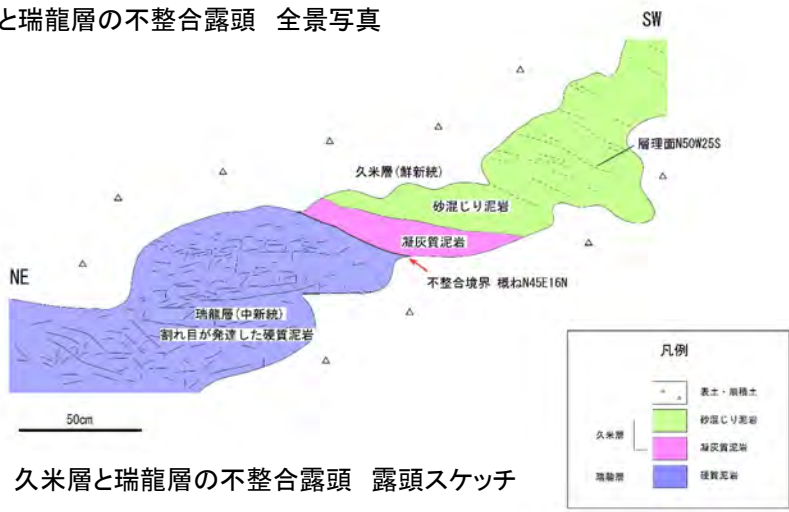 と瑞龍層の不整合露頭 全景写真
SW
層理面N50W25S
久米層(鮮新統)
砂混じり泥岩
凝灰質泥岩
NE
不整合境界 概ねN45E16N
瑞龍層(中新統)
割れ目が発達した硬質泥岩
50cm
凡例
表土・崩積土
砂混じり泥岩
久米層
凝灰質泥岩
瑞龍層
硬質泥岩
久米層と瑞龍層の不整合露頭 露頭スケッチ